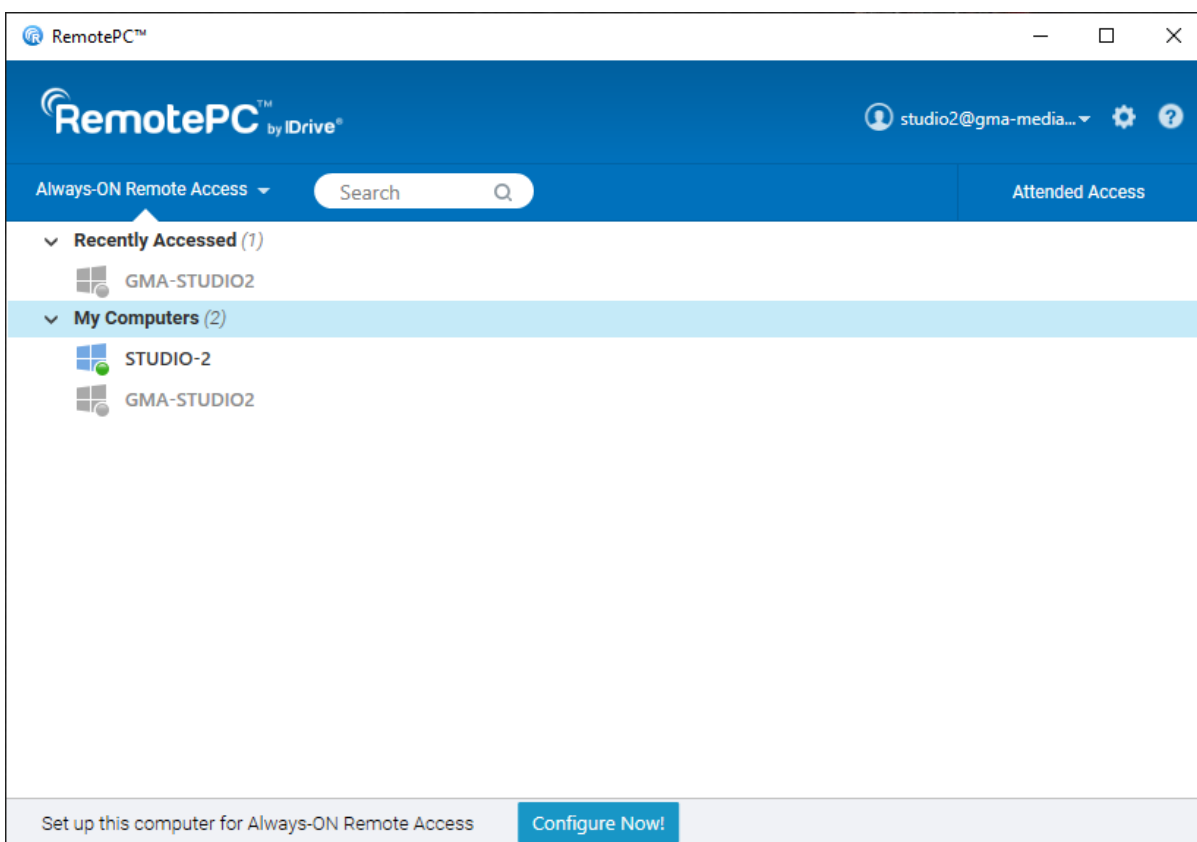 RemotePC™
RemotePC™ by IDrive®
studio2@gma-media...
Always-ON Remote Access
Search
Attended Access
Recently Accessed (1)
GMA-STUDIO2
My Computers (2)
STUDIO-2
GMA-STUDIO2
Set up this computer for Always-ON Remote Access
Configure Now!